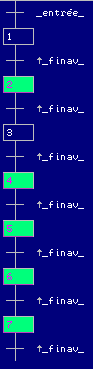 _entrée_
1
↑_finav_
2
↑_finav_
3
↑_finav_
4
↑_finav_
5
↑_finav_
6
↑_finav_
7
↑_finav_